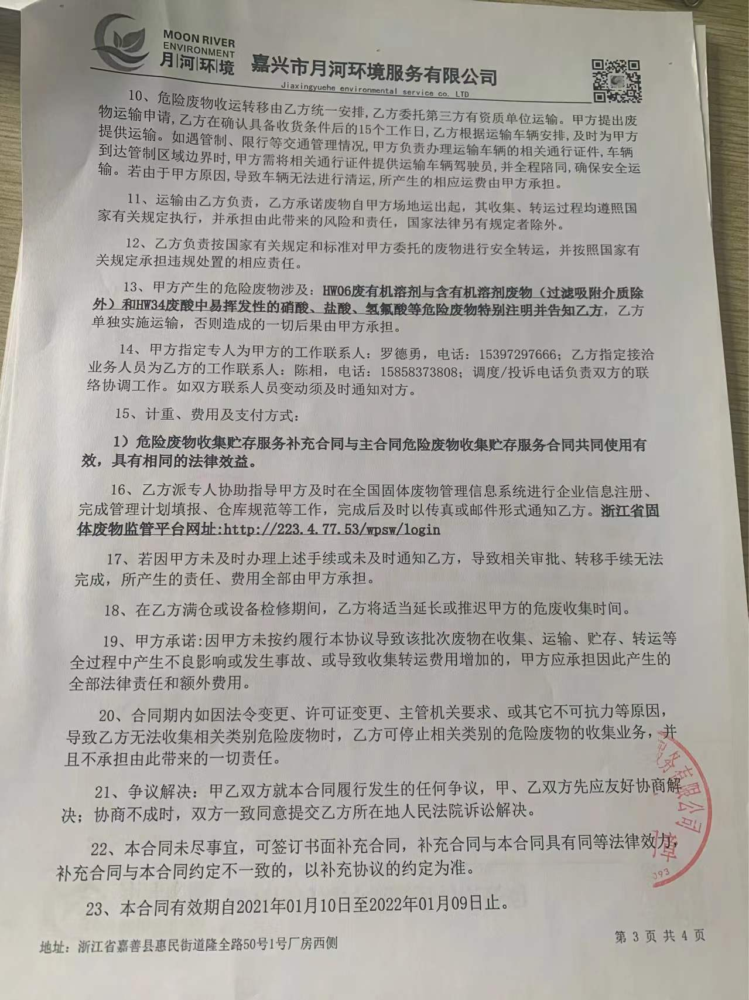 MOON RIVER
ENVIRONMENT
月|河|环|境
嘉兴市月河环境服务有限公司
Jiaxingyuehe environmental service co. LTD
10、危险废物收运转移由乙方统一安排,乙方委托第三方有资质单位运输。甲方提出废
物运输申请,乙方在确认具备收货条件后的15个工作日,乙方根据运输车辆安排,及时为甲方
提供运输。如遇管制、限行等交通管理情况,甲方负责办理运输车辆的相关通行证件,车辆
到达管制区域边界时,甲方需将相关通行证件提供运输车辆驾驶员,并全程陪同,确保安全运
输。若由于甲方原因,导致车辆无法进行清运,所产生的相应运费由甲方承担。
11、运输由乙方负责，乙方承诺废物自甲方场地运出起，其收集、转运过程均遵照国
家有关规定执行，并承担由此带来的风险和责任，国家法律另有规定者除外。
12、乙方负责按国家有关规定和标准对甲方委托的废物进行安全转运，并按照国家有
关规定承担违规处置的相应责任。
13、甲方产生的危险废物涉及：HW06废有机溶剂与含有机溶剂废物（过滤吸附介质除
外）和HW34废酸中易挥发性的硝酸、盐酸、氢氟酸等危险废物特别注明并告知乙方，乙方
单独实施运输，否则造成的一切后果由甲方承担。
14、甲方指定专人为甲方的工作联系人：罗德勇，电话：15397297666；乙方指定接洽
业务人员为乙方的工作联系人：陈相，电话：15858373808；调度/投诉电话负责双方的联
络协调工作。如双方联系人员变动须及时通知对方。
15、计重、费用及支付方式：
1）危险废物收集贮存服务补充合同与主合同危险废物收集贮存服务合同共同使用有
效，具有相同的法律效益。
16、乙方派专人协助指导甲方及时在全国固体废物管理信息系统进行企业信息注册、
完成管理计划填报、仓库规范等工作，完成后及时以传真或邮件形式通知乙方。浙江省固
体废物监管平台网址:http://223.4.77.53/wpsw/login
17、若因甲方未及时办理上述手续或未及时通知乙方，导致相关审批、转移手续无法
完成，所产生的责任、费用全部由甲方承担。
18、在乙方满仓或设备检修期间，乙方将适当延长或推迟甲方的危废收集时间。
19、甲方承诺:因甲方未按约履行本协议导致该批次废物在收集、运输、贮存、转运等
全过程中产生不良影响或发生事故、或导致收集转运费用增加的，甲方应承担因此产生的
全部法律责任和额外费用。
20、合同期内如因法令变更、许可证变更、主管机关要求、或其它不可抗力等原因，
导致乙方无法收集相关类别危险废物时，乙方可停止相关类别的危险废物的收集业务，并
且不承担由此带来的一切责任。
21、争议解决：甲乙双方就本合同履行发生的任何争议，甲、乙双方先应友好协商解
决；协商不成时，双方一致同意提交乙方所在地人民法院诉讼解决。
22、本合同未尽事宜，可签订书面补充合同，补充合同与本合同具有同等法律效力，
补充合同与本合同约定不一致的，以补充协议的约定为准。
23、本合同有效期自2021年01月10日至2022年01月09日止。
服务有限公司
章
093
地址：浙江省嘉善县惠民街道隆全路50号1号厂房西侧
第 3 页 共 4 页